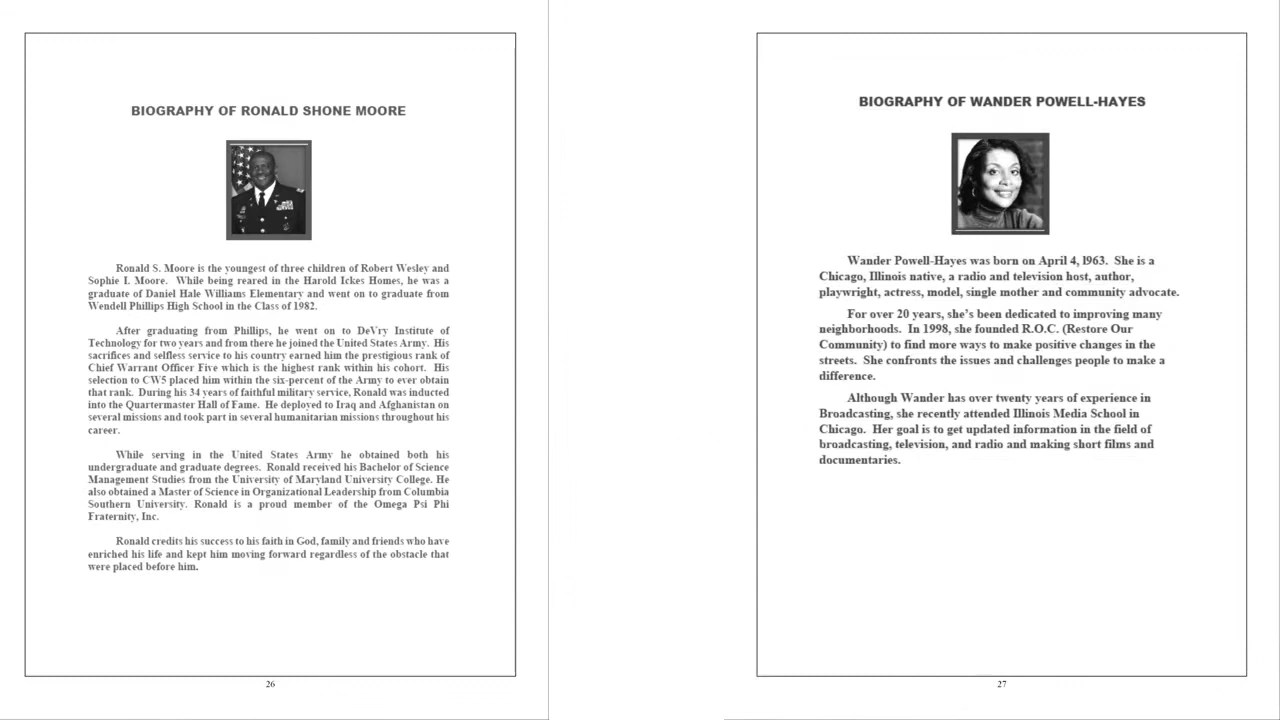 BIOGRAPHY OF RONALD SHONE MOORE
Ronald S. Moore is the youngest of three children of Robert Wesley and
Sophie I. Moore. While being reared in the Harold Ickes Homes, he was a
graduate of Daniel Hale Williams Elementary and went on to graduate from
Wendell Phillips High School in the Class of 1982.
After graduating from Phillips, he went on to DeVry Institute of
Technology for two years and from there he joined the United States Army. His
sacrifices and selfless service to his country earned him the prestigious rank of
Chief Warrant Officer Five which is the highest rank within his cohort. His
selection to CW5 placed him within the six-percent of the Army to ever obtain
that rank. During his 34 years of faithful military service, Ronald was inducted
into the Quartermaster Hall of Fame. He deployed to Iraq and Afghanistan on
several missions and took part in several humanitarian missions throughout his
career.
While serving in the United States Army he obtained both his
undergraduate and graduate degrees. Ronald received his Bachelor of Science
Management Studies from the University of Maryland University College. He
also obtained a Master of Science in Organizational Leadership from Columbia
Southern University. Ronald is a proud member of the Omega Psi Phi
Fraternity, Inc.
Ronald credits his success to his faith in God, family and friends who have
enriched his life and kept him moving forward regardless of the obstacle that
were placed before him.
26
BIOGRAPHY OF WANDER POWELL-HAYES
Wander Powell-Hayes was born on April 4, l963. She is a
Chicago, Illinois native, a radio and television host, author,
playwright, actress, model, single mother and community advocate.
For over 20 years, she's been dedicated to improving many
neighborhoods. In 1998, she founded R.O.C. (Restore Our
Community) to find more ways to make positive changes in the
streets. She confronts the issues and challenges people to make a
difference.
Although Wander has over twenty years of experience in
Broadcasting, she recently attended Illinois Media School in
Chicago. Her goal is to get updated information in the field of
broadcasting, television, and radio and making short films and
documentaries.
27